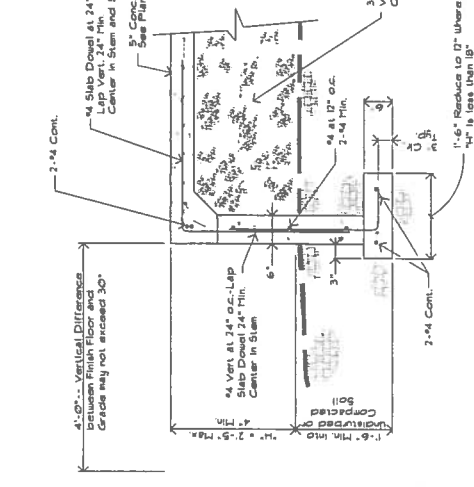 4'-0" -- Vertical Difference
between Finish Floor and
Grade may not exceed 30"
2-#4 Cont.
#4 Slab Dowel at 24"
Lap Vert. 24" Min
Center in Stem and
5" Conc.
See Plan
"H" = 2'-5" Max.
4" Min.
1'-6" Min. into
Undisturbed or
Compacted
Soil
#4 Vert at 24" o.c.-Lap
Slab Dowel 24" Min.
Center in Stem
6"
3"
#4 at 12" o.c.
2-#4 Min.
6"
2-#4 Cont.
1'-6" Reduce to 12" where
"H" is less than 18"